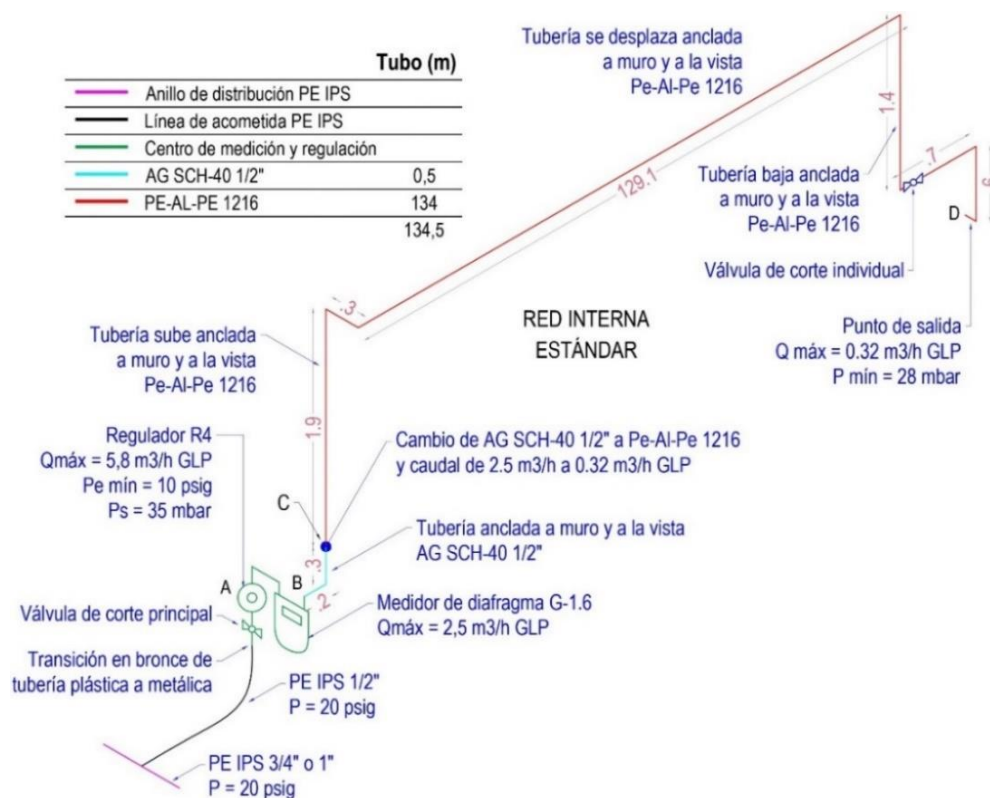 Tubo (m)
Anillo de distribución PE IPS
Línea de acometida PE IPS
Centro de medición y regulación
AG SCH-40 1/2" 0,5
PE-AL-PE 1216 134
134,5
Tubería se desplaza anclada
a muro y a la vista
Pe-Al-Pe 1216
129.1
1.4
.7
Tubería baja anclada
a muro y a la vista
Pe-Al-Pe 1216
D
Válvula de corte individual
.3
RED INTERNA
ESTÁNDAR
Punto de salida
Q máx = 0.32 m3/h GLP
P mín = 28 mbar
Tubería sube anclada
a muro y a la vista
Pe-Al-Pe 1216
1.9
Regulador R4
Qmáx = 5,8 m3/h GLP
Pe mín = 10 psig
Ps = 35 mbar
Cambio de AG SCH-40 1/2" a Pe-Al-Pe 1216
y caudal de 2.5 m3/h a 0.32 m3/h GLP
C
Tubería anclada a muro y a la vista
AG SCH-40 1/2"
.3
A
B
.2
Válvula de corte principal
Medidor de diafragma G-1.6
Qmáx = 2,5 m3/h GLP
Transición en bronce de
tubería plástica a metálica
PE IPS 1/2"
P = 20 psig
PE IPS 3/4" o 1"
P = 20 psig